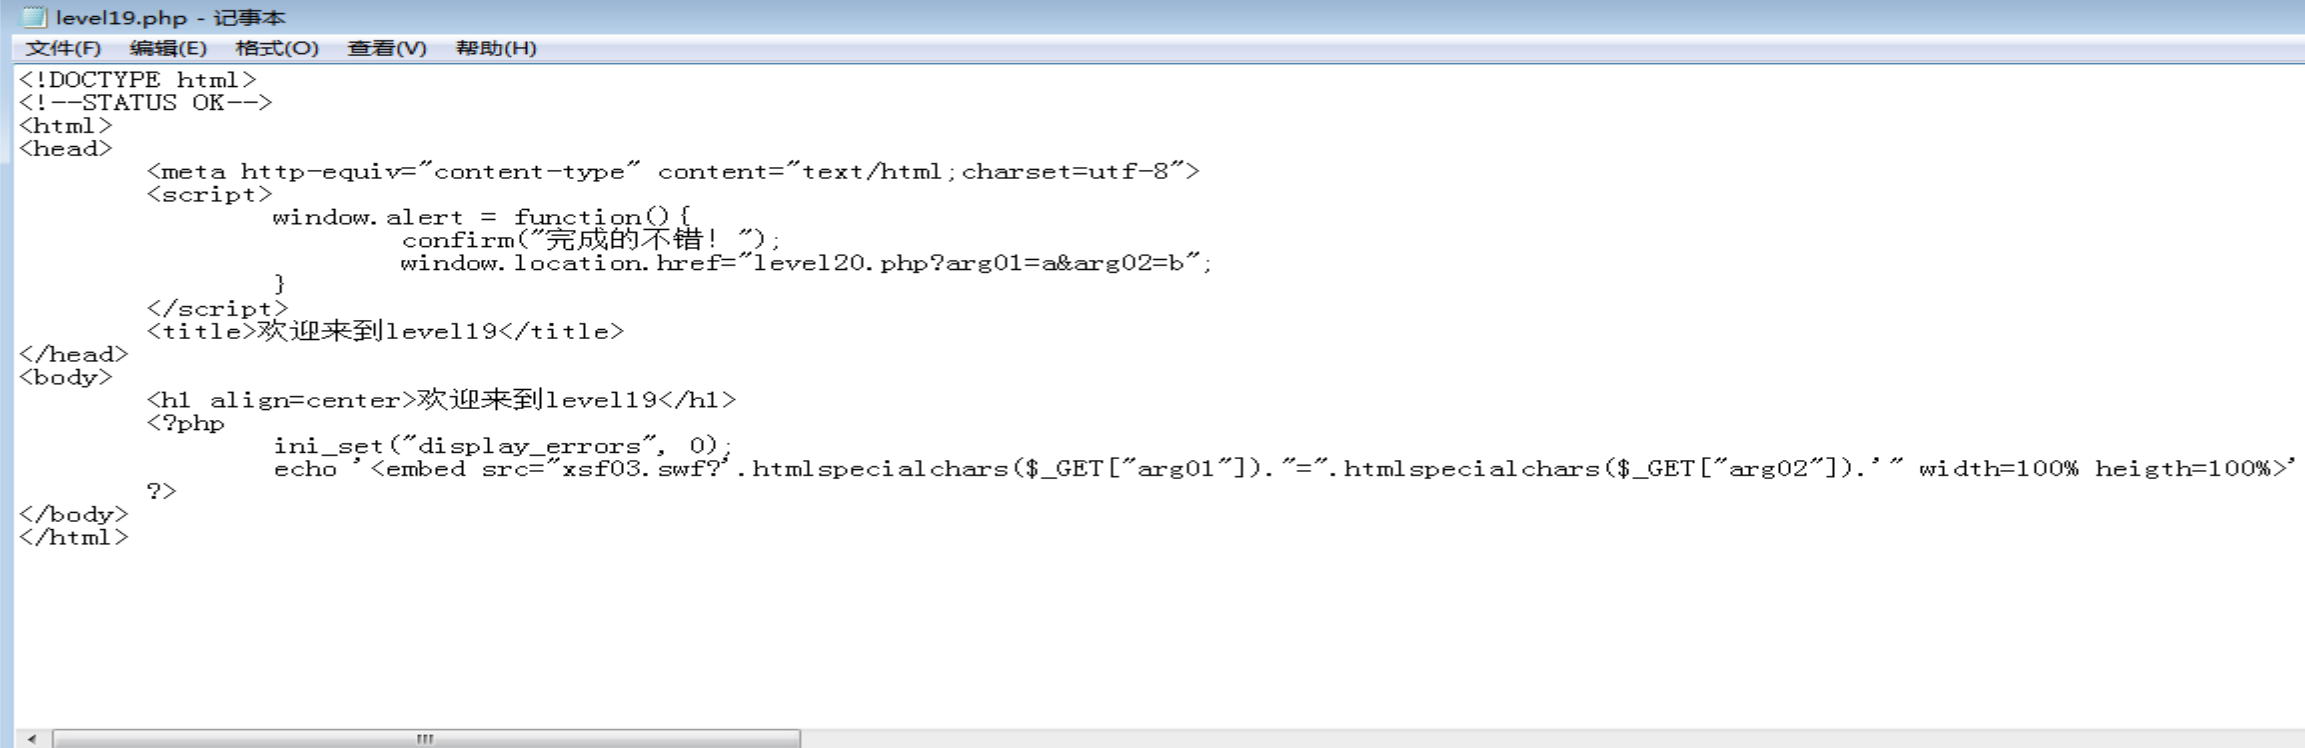 level19.php - 记事本
文件(F) 编辑(E) 格式(O) 查看(V) 帮助(H)
<!DOCTYPE html>
<!--STATUS OK-->
<html>
<head>
<meta http-equiv="content-type" content="text/html;charset=utf-8">
<script>
window.alert = function(){
confirm("完成的不错！");
window.location.href="level20.php?arg01=a&arg02=b";
}
</script>
<title>欢迎来到level19</title>
</head>
<body>
<h1 align=center>欢迎来到level19</h1>
<?php
ini_set("display_errors", 0);
echo '<embed src="xsf03.swf?'.htmlspecialchars($_GET["arg01"])."=".htmlspecialchars($_GET["arg02"]).'" width=100% heigth=100%>'
?>
</body>
</html>